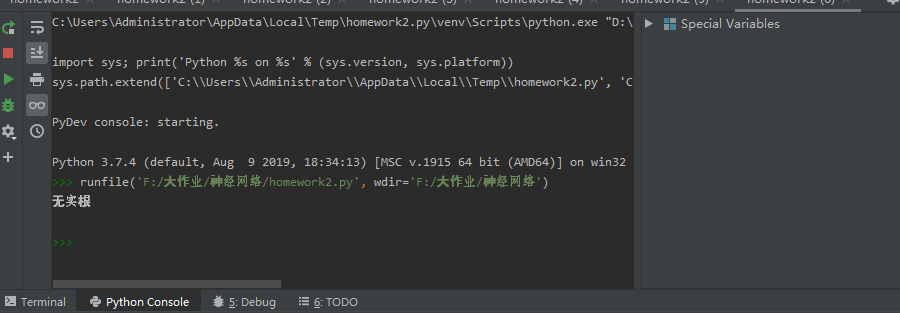 homework2 homework2 (1) homework2 (2) homework2 (3) homework2 (4) homework2 (5) homework2 (6)
C:\Users\Administrator\AppData\Local\Temp\homework2.py\venv\Scripts\python.exe "D:\
Special Variables
import sys; print('Python %s on %s' % (sys.version, sys.platform))
sys.path.extend(['C:\\Users\\Administrator\\AppData\\Local\\Temp\\homework2.py', 'C
PyDev console: starting.
Python 3.7.4 (default, Aug  9 2019, 18:34:13) [MSC v.1915 64 bit (AMD64)] on win32
>>> runfile('F:/大作业/神经网络/homework2.py', wdir='F:/大作业/神经网络')
无实根
>>>
Terminal Python Console 5: Debug 6: TODO